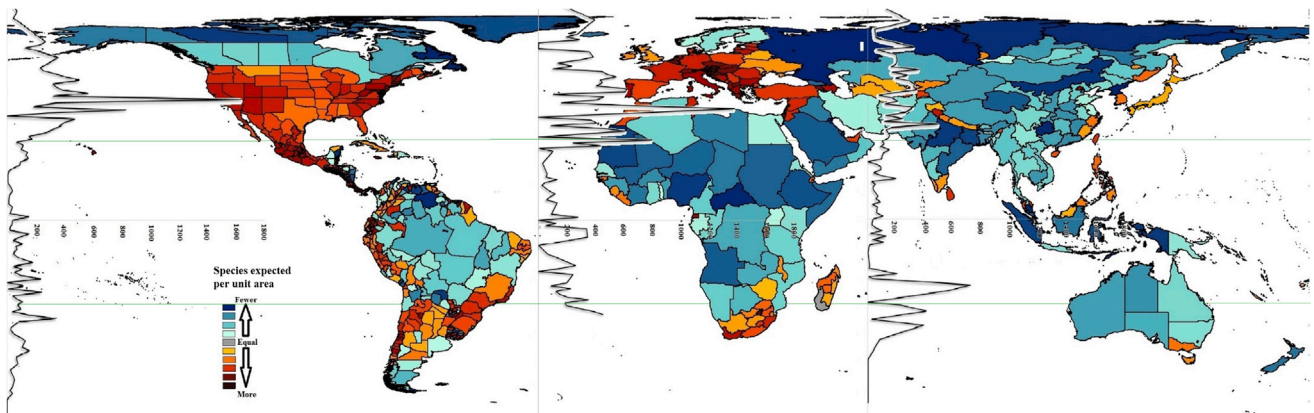 200 400 600 800 1000 1200 1400 1600 1800
200 400 600 800 1000 1400 1800
200 400 600 800 1000
Species expected
per unit area
Fewer
Equal
More